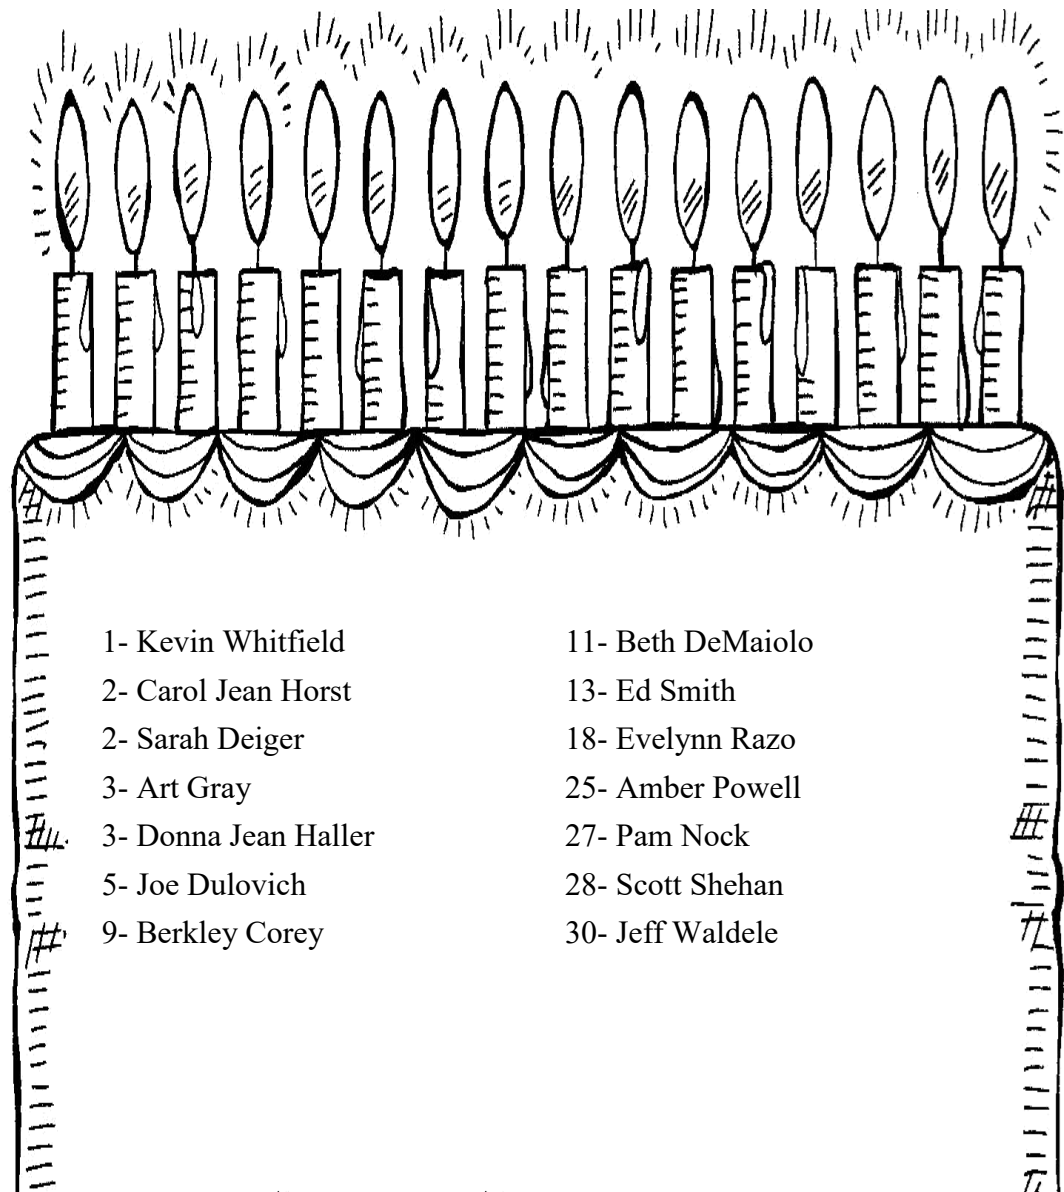 1- Kevin Whitfield
2- Carol Jean Horst
2- Sarah Deiger
3- Art Gray
3- Donna Jean Haller
5- Joe Dulovich
9- Berkley Corey
11- Beth DeMaiolo
13- Ed Smith
18- Evelynn Razo
25- Amber Powell
27- Pam Nock
28- Scott Shehan
30- Jeff Waldele